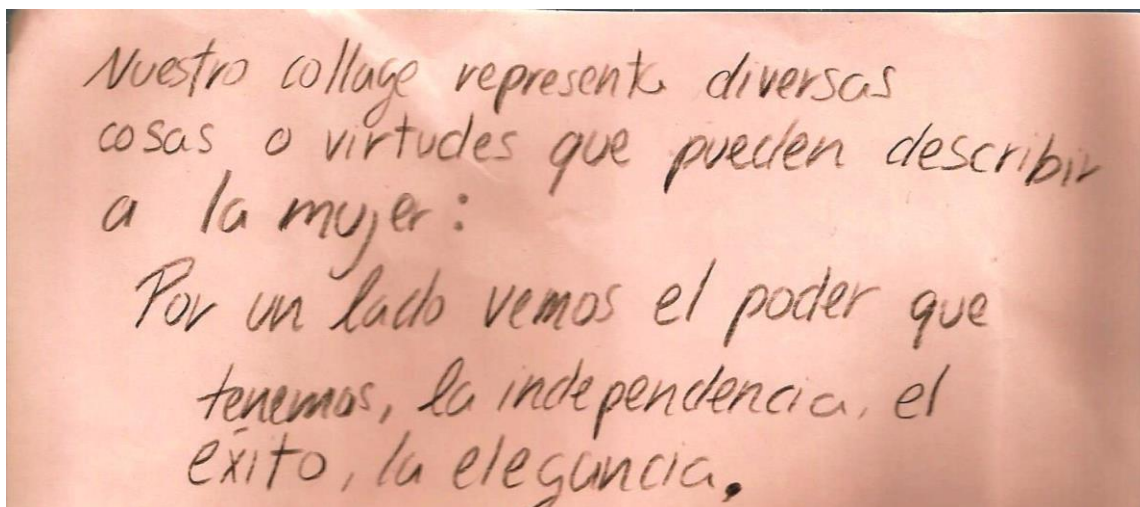 Nuestro collage representa diversas
cosas o virtudes que pueden describir
a la mujer:
Por un lado vemos el poder que
tenemos, la independencia, el
éxito, la elegancia.